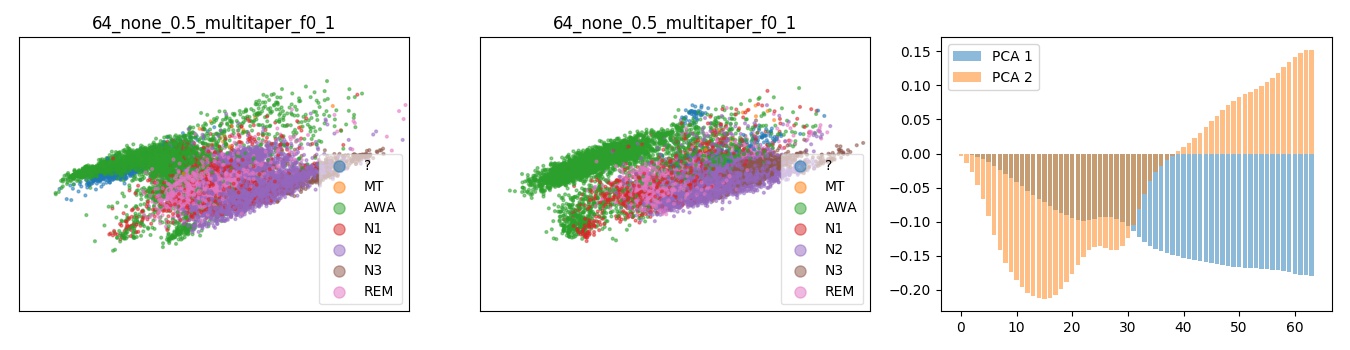 64_none_0.5_multitaper_f0_1
?
MT
AWA
N1
N2
N3
REM
64_none_0.5_multitaper_f0_1
?
MT
AWA
N1
N2
N3
REM
PCA 1
PCA 2
0.15
0.10
0.05
0.00
−0.05
−0.10
−0.15
−0.20
0 10 20 30 40 50 60